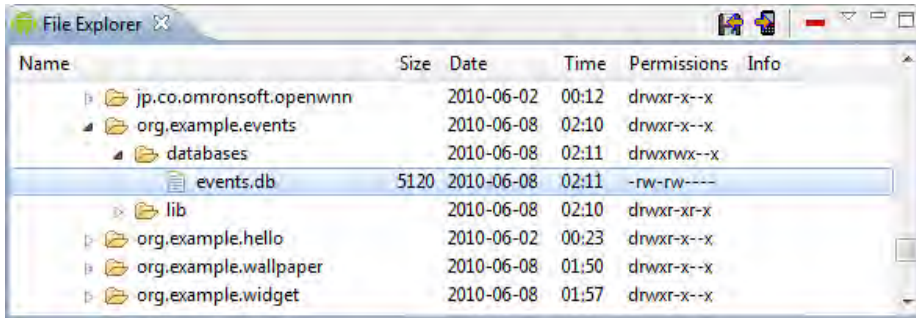 File Explorer
Name Size Date Time Permissions Info
jp.co.omronsoft.openwnn 2010-06-02 00:12 drwxr-x--x
org.example.events 2010-06-08 02:10 drwxr-x--x
databases 2010-06-08 02:11 drwxrwx--x
events.db 5120 2010-06-08 02:11 -rw-rw----
lib 2010-06-08 02:10 drwxr-xr-x
org.example.hello 2010-06-02 00:23 drwxr-x--x
org.example.wallpaper 2010-06-08 01:50 drwxr-x--x
org.example.widget 2010-06-08 01:57 drwxr-x--x